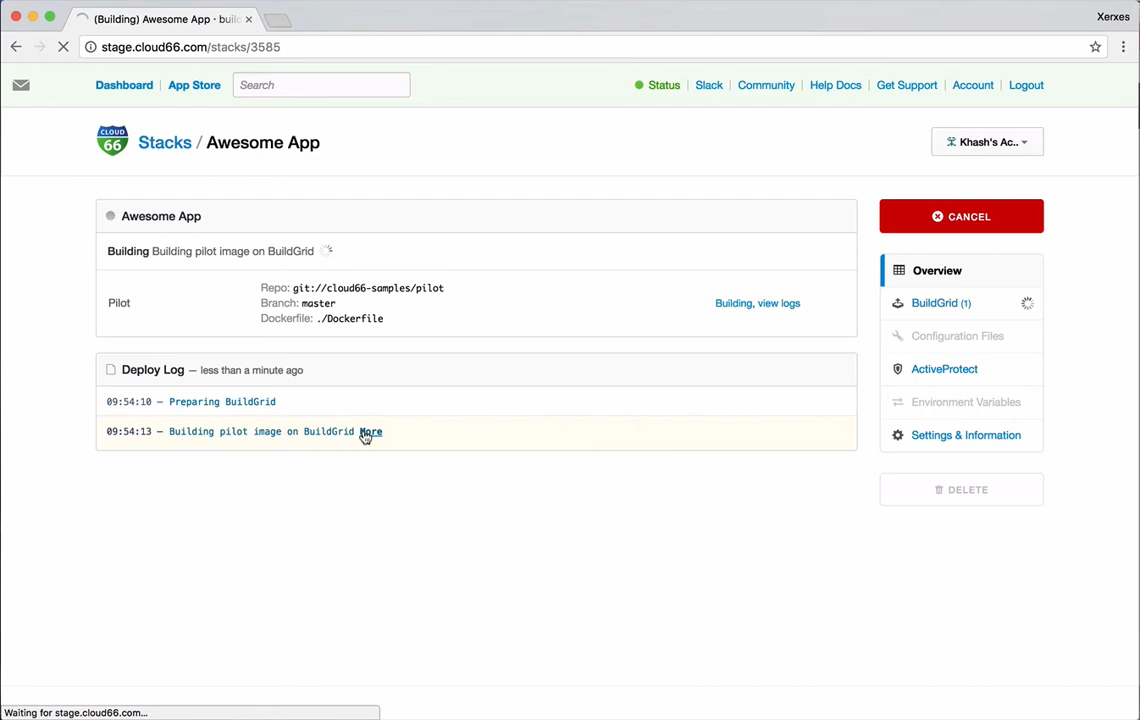 (Building) Awesome App · buil
Xerxes
stage.cloud66.com/stacks/3585
Dashboard | App Store Search Status | Slack | Community | Help Docs | Get Support | Account | Logout
CLOUD 66 Stacks / Awesome App Khash's Ac..
Awesome App
CANCEL
Building Building pilot image on BuildGrid
Pilot
Repo: git://cloud66-samples/pilot
Branch: master
Dockerfile: ./Dockerfile
Building, view logs
Deploy Log — less than a minute ago
09:54:10 — Preparing BuildGrid
09:54:13 — Building pilot image on BuildGrid More
Overview
BuildGrid (1)
Configuration Files
ActiveProtect
Environment Variables
Settings & Information
DELETE
Waiting for stage.cloud66.com...